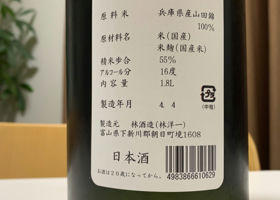 原料米 兵庫県産山田錦
100%
原材料名 米(国産)
米麹(国産米)
精米歩合 55%
アルコール分 16度
内容量 1.8L
製造年月 4. 4
製造元 林酒造(林洋一)
富山県下新川郡朝日町境1608
日本酒
お酒は20歳になってから。
4983866610629